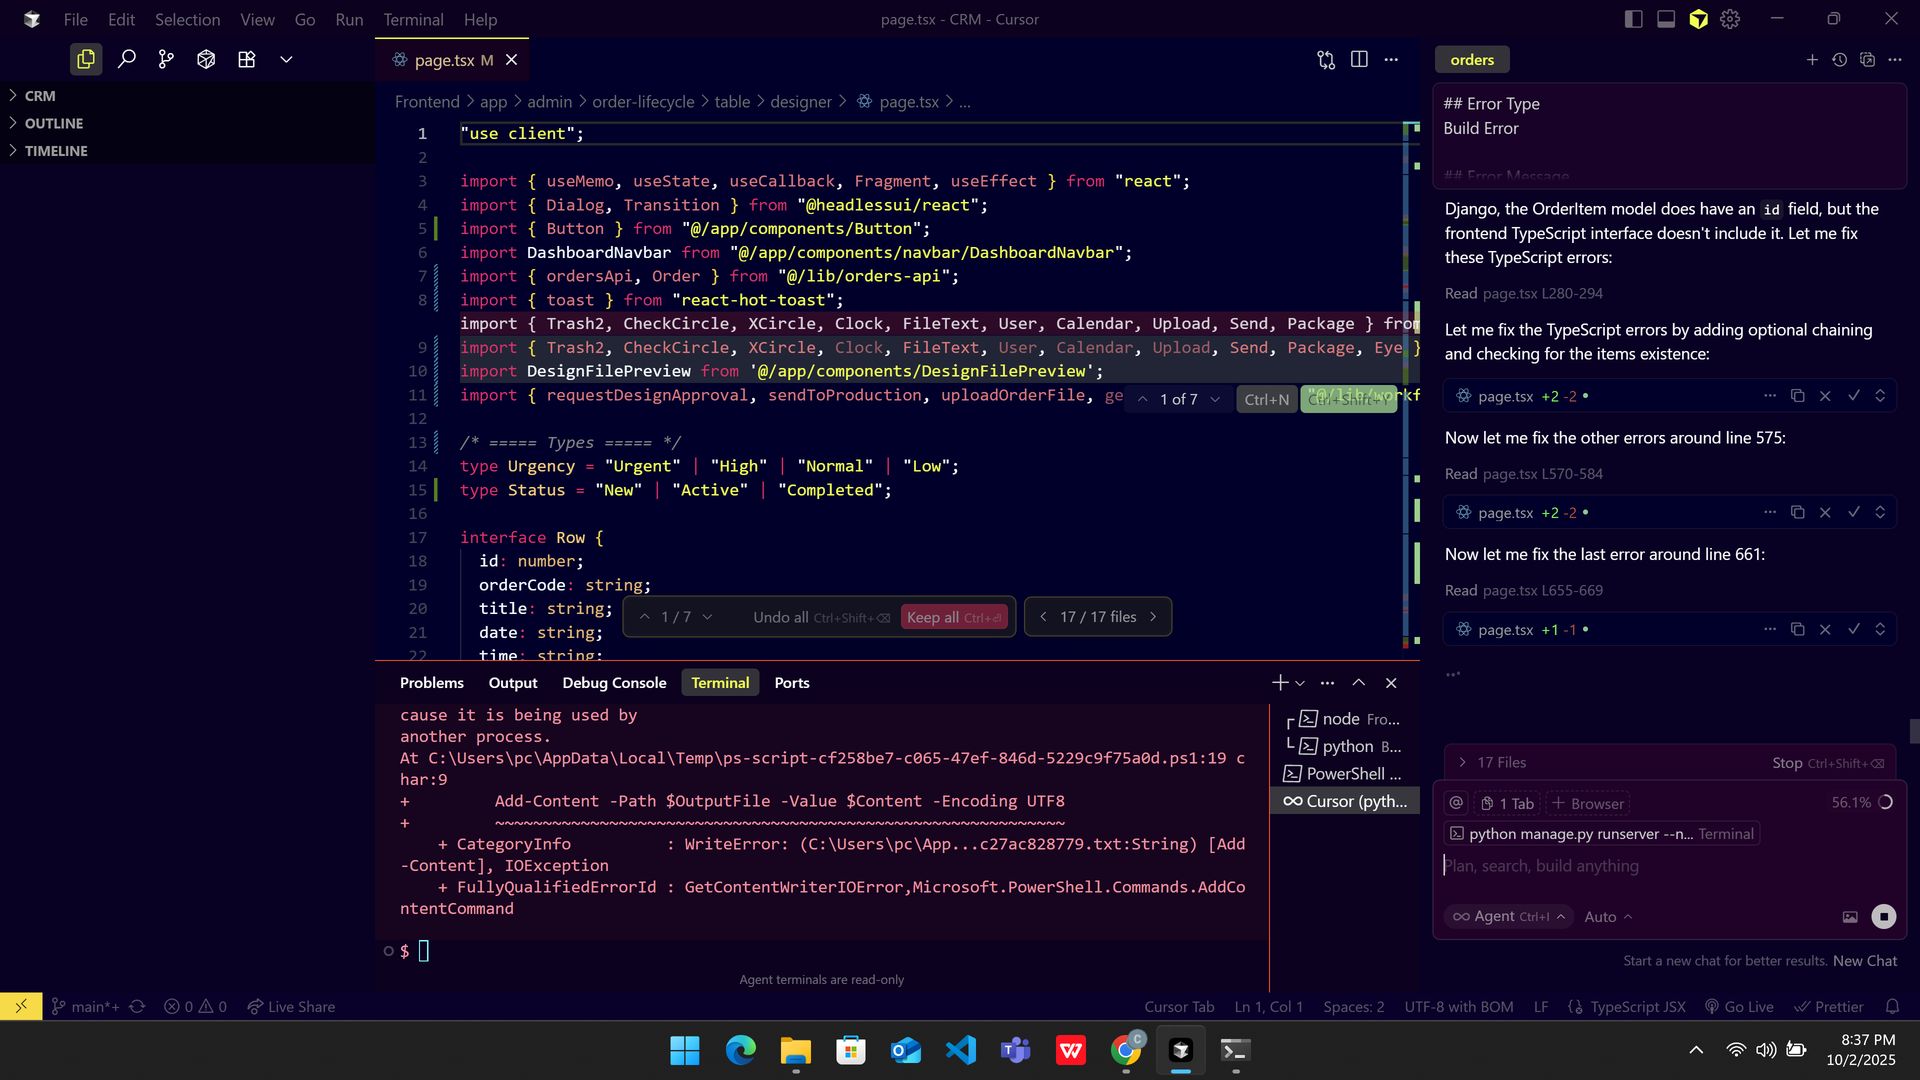 File Edit Selection View Go Run Terminal Help
page.tsx - CRM - Cursor
CRM
OUTLINE
TIMELINE
page.tsx M
Frontend > app > admin > order-lifecycle > table > designer > page.tsx > ...
1 "use client";
2
3 import { useMemo, useState, useCallback, Fragment, useEffect } from "react";
4 import { Dialog, Transition } from "@headlessui/react";
5 import { Button } from "@/app/components/Button";
6 import DashboardNavbar from "@/app/components/navbar/DashboardNavbar";
7 import { ordersApi, Order } from "@/lib/orders-api";
8 import { toast } from "react-hot-toast";
import { Trash2, CheckCircle, XCircle, Clock, FileText, User, Calendar, Upload, Send, Package } from
9 import { Trash2, CheckCircle, XCircle, Clock, FileText, User, Calendar, Upload, Send, Package, Eye }
10 import DesignFilePreview from '@/app/components/DesignFilePreview';
11 import { requestDesignApproval, sendToProduction, uploadOrderFile, ge
1 of 7 Ctrl+N Ctrl+Shift+Y
12
13 /* ===== Types ===== */
14 type Urgency = "Urgent" | "High" | "Normal" | "Low";
15 type Status = "New" | "Active" | "Completed";
16
17 interface Row {
18 id: number;
19 orderCode: string;
20 title: string;
21 date: string;
22 time: string;
1 / 7 Undo all Ctrl+Shift+⌫ Keep all Ctrl+⏎
17 / 17 files
Problems Output Debug Console Terminal Ports
cause it is being used by
another process.
At C:\Users\pc\AppData\Local\Temp\ps-script-cf258be7-c065-47ef-846d-5229c9f75a0d.ps1:19 c
har:9
+         Add-Content -Path $OutputFile -Value $Content -Encoding UTF8
+         ~~~~~~~~~~~~~~~~~~~~~~~~~~~~~~~~~~~~~~~~~~~~~~~~~~~~~~~~~~~~
+ CategoryInfo          : WriteError: (C:\Users\pc\App...c27ac828779.txt:String) [Add
-Content], IOException
+ FullyQualifiedErrorId : GetContentWriterIOError,Microsoft.PowerShell.Commands.AddCo
ntentCommand
$
Agent terminals are read-only
node Fro...
python B...
PowerShell ...
Cursor (pyth...
orders
## Error Type
Build Error
## Error Message
Django, the OrderItem model does have an id field, but the
frontend TypeScript interface doesn't include it. Let me fix
these TypeScript errors:
Read page.tsx L280-294
Let me fix the TypeScript errors by adding optional chaining
and checking for the items existence:
page.tsx +2 -2
Now let me fix the other errors around line 575:
Read page.tsx L570-584
page.tsx +2 -2
Now let me fix the last error around line 661:
Read page.tsx L655-669
page.tsx +1 -1
17 Files Stop Ctrl+Shift+⌫
@ 1 Tab + Browser 56.1%
python manage.py runserver --n... Terminal
Plan, search, build anything
Agent Ctrl+I Auto
Start a new chat for better results. New Chat
main*+ 0 0 Live Share
Cursor Tab Ln 1, Col 1 Spaces: 2 UTF-8 with BOM LF {} TypeScript JSX Go Live Prettier
8:37 PM
10/2/2025